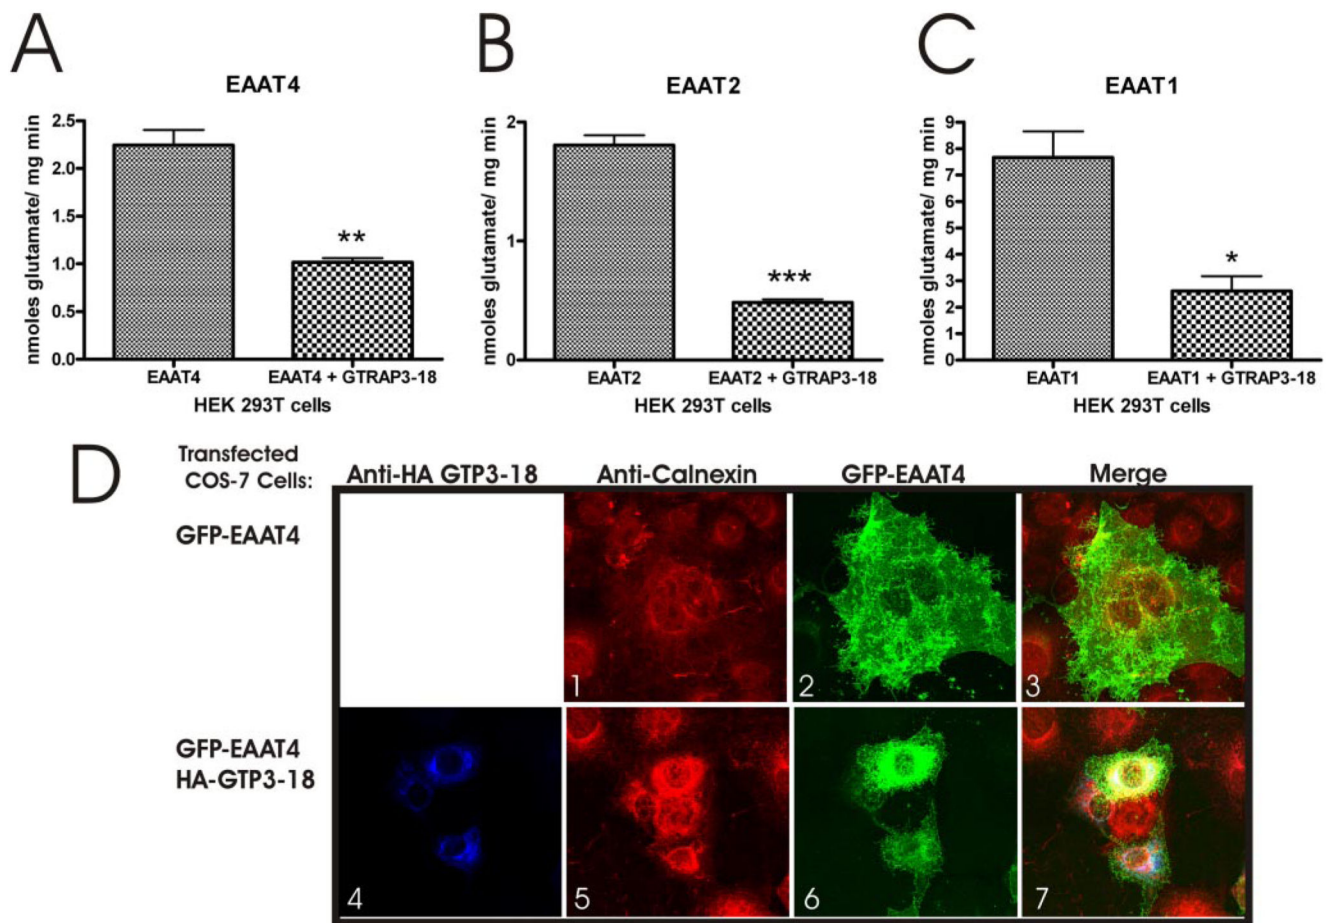 A
B
C
EAAT4
EAAT2
EAAT1
nmoles glutamate/ mg min
2.5
2.0
1.5
1.0
0.5
0.0
**
EAAT4
EAAT4 + GTRAP3-18
HEK 293T cells
nmoles glutamate/ mg min
2
1
0
***
EAAT2
EAAT2 + GTRAP3-18
HEK 293T cells
nmoles glutamate/ mg min
9
8
7
6
5
4
3
2
1
0
*
EAAT1
EAAT1 + GTRAP3-18
HEK 293T cells
D
Transfected
COS-7 Cells:
Anti-HA GTP3-18
Anti-Calnexin
GFP-EAAT4
Merge
GFP-EAAT4
1
2
3
GFP-EAAT4
HA-GTP3-18
4
5
6
7